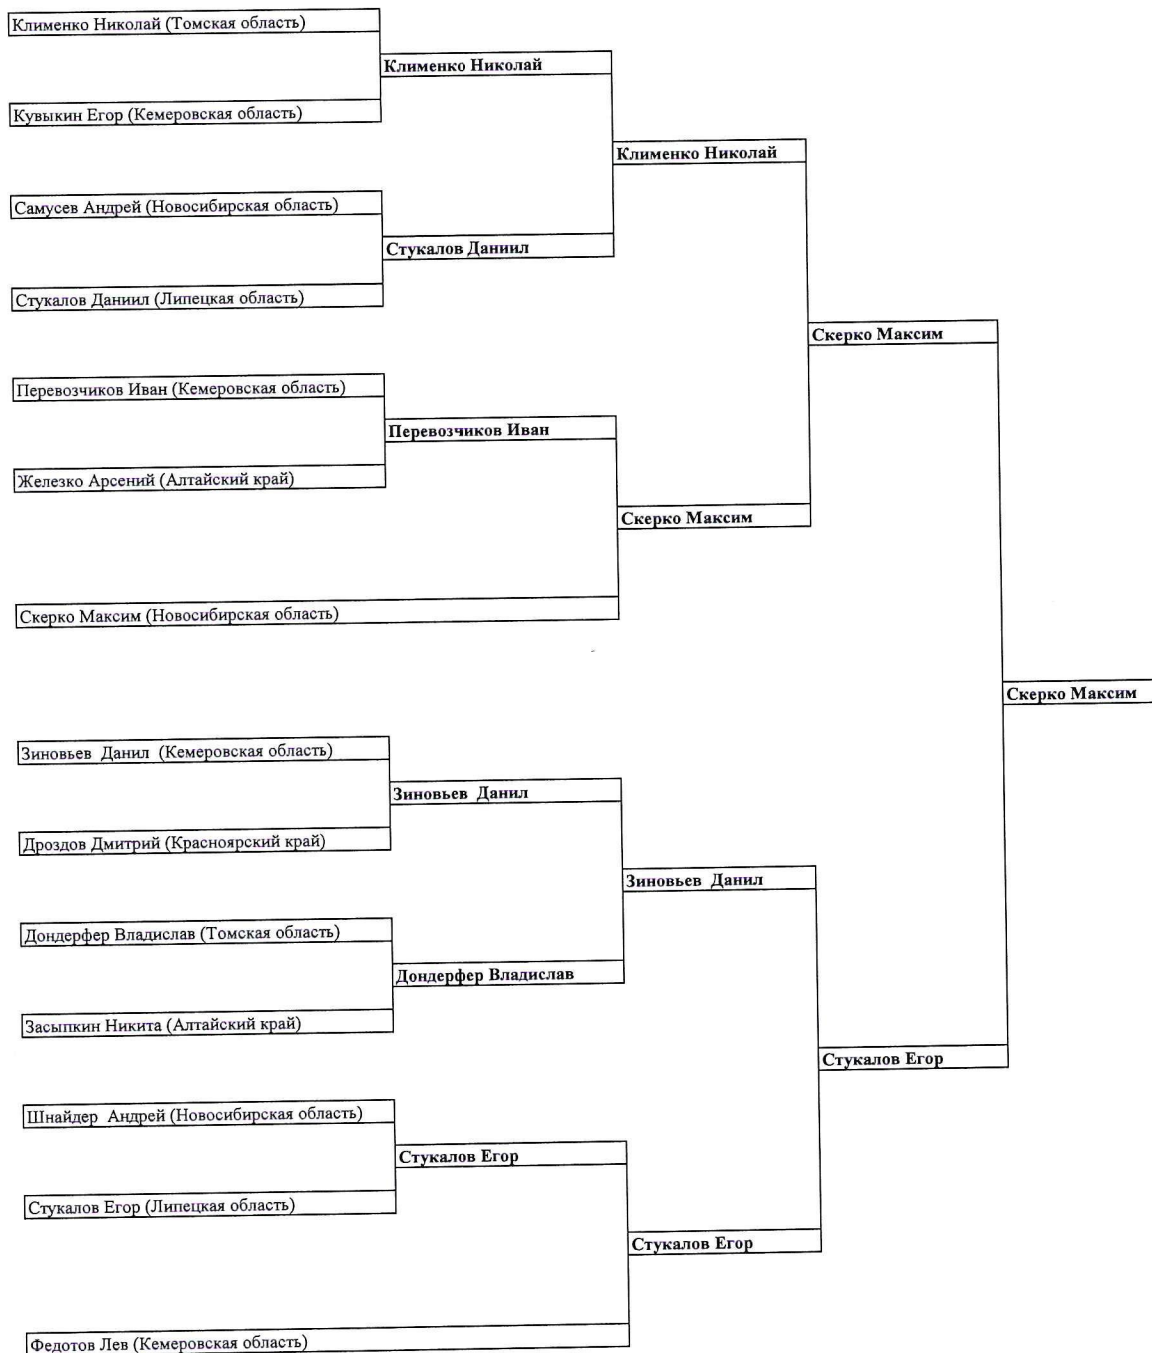 Клименко Николай (Томская область)
Клименко Николай
Кувыкин Егор (Кемеровская область)
Клименко Николай
Самусев Андрей (Новосибирская область)
Стукалов Даниил
Стукалов Даниил (Липецкая область)
Скерко Максим
Перевозчиков Иван (Кемеровская область)
Перевозчиков Иван
Железко Арсений (Алтайский край)
Скерко Максим
Скерко Максим (Новосибирская область)
Скерко Максим
Зиновьев Данил (Кемеровская область)
Зиновьев Данил
Дроздов Дмитрий (Красноярский край)
Зиновьев Данил
Дондерфер Владислав (Томская область)
Дондерфер Владислав
Засыпкин Никита (Алтайский край)
Стукалов Егор
Шнайдер Андрей (Новосибирская область)
Стукалов Егор
Стукалов Егор (Липецкая область)
Стукалов Егор
Федотов Лев (Кемеровская область)